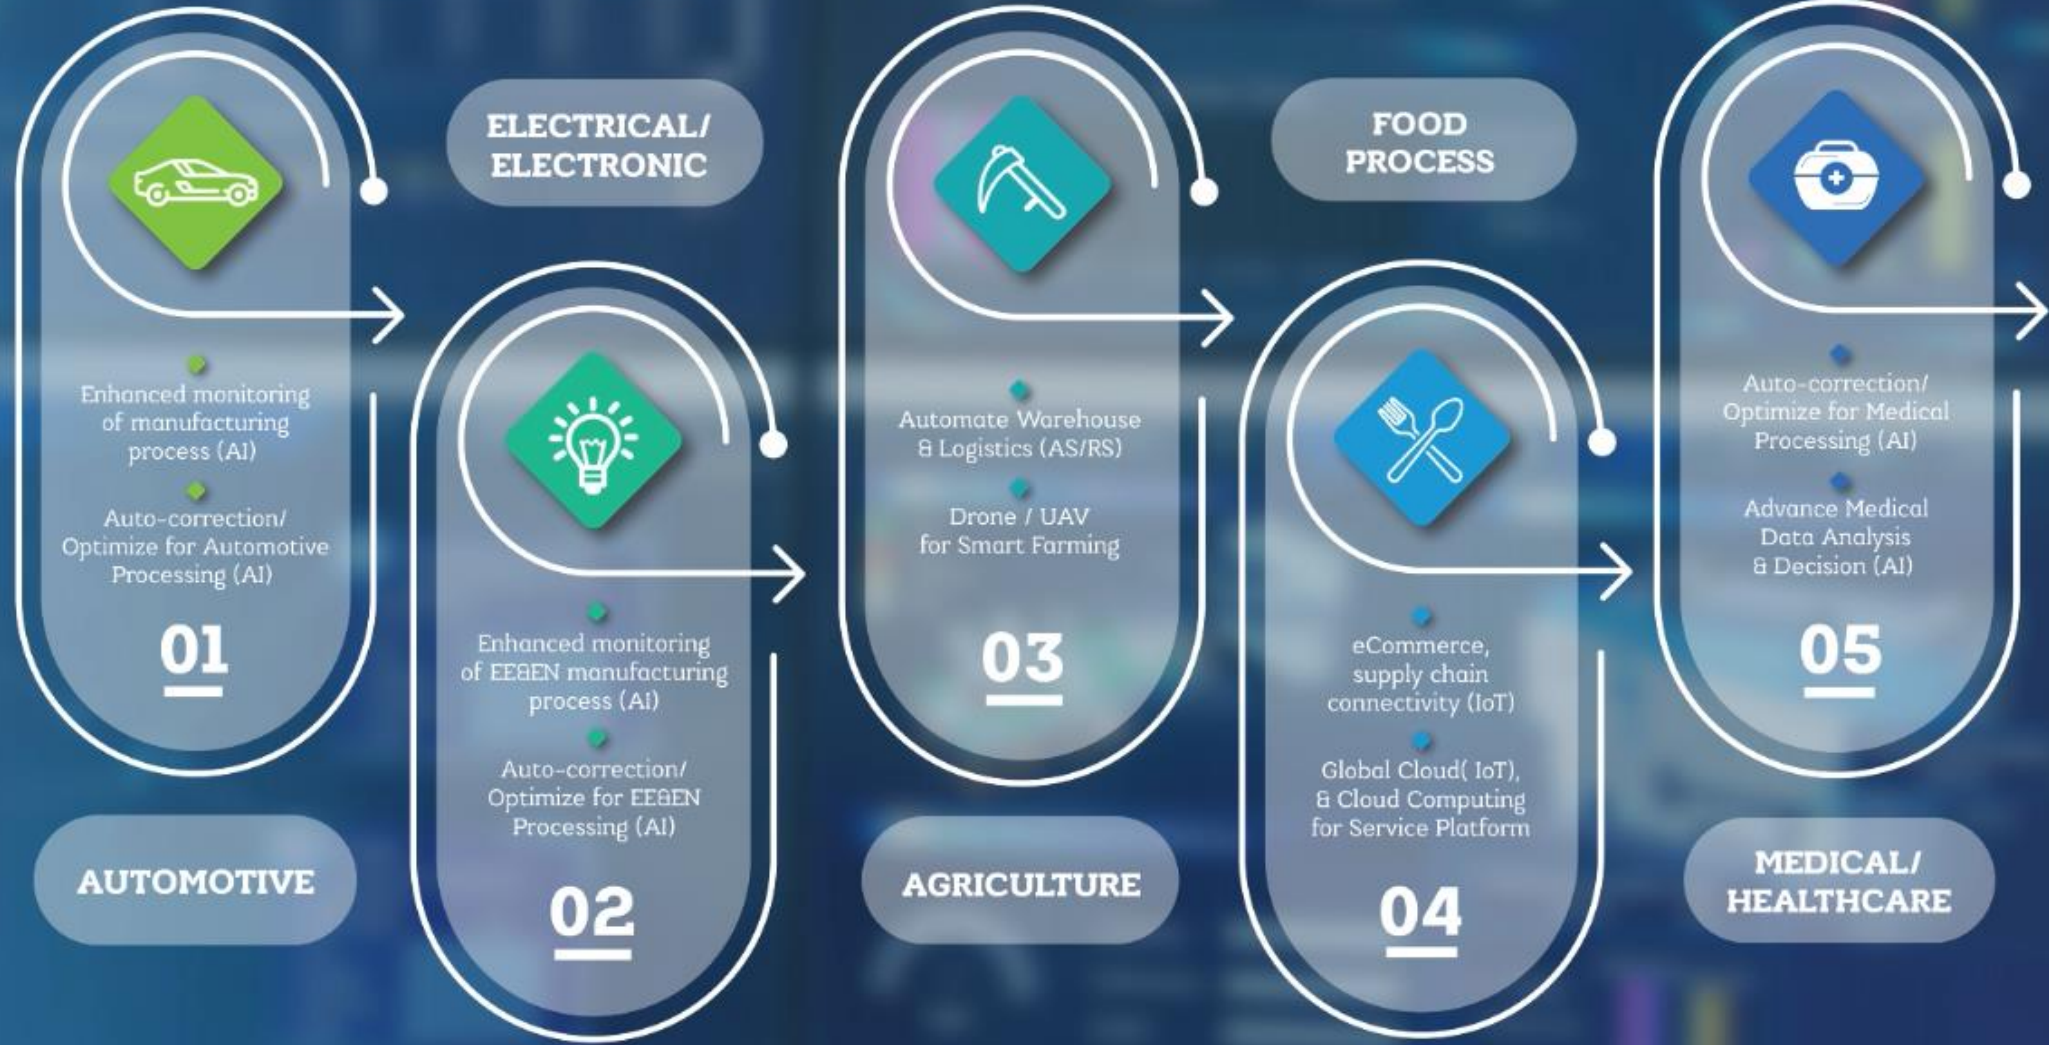 Enhanced monitoring
of manufacturing
process (AI)
Auto-correction/
Optimize for Automotive
Processing (AI)
01
AUTOMOTIVE
ELECTRICAL/
ELECTRONIC
Enhanced monitoring
of EE&EN manufacturing
process (AI)
Auto-correction/
Optimize for EE&EN
Processing (AI)
02
Automate Warehouse
& Logistics (AS/RS)
Drone / UAV
for Smart Farming
03
AGRICULTURE
FOOD
PROCESS
eCommerce,
supply chain
connectivity (IoT)
Global Cloud( IoT),
& Cloud Computing
for Service Platform
04
Auto-correction/
Optimize for Medical
Processing (AI)
Advance Medical
Data Analysis
& Decision (AI)
05
MEDICAL/
HEALTHCARE